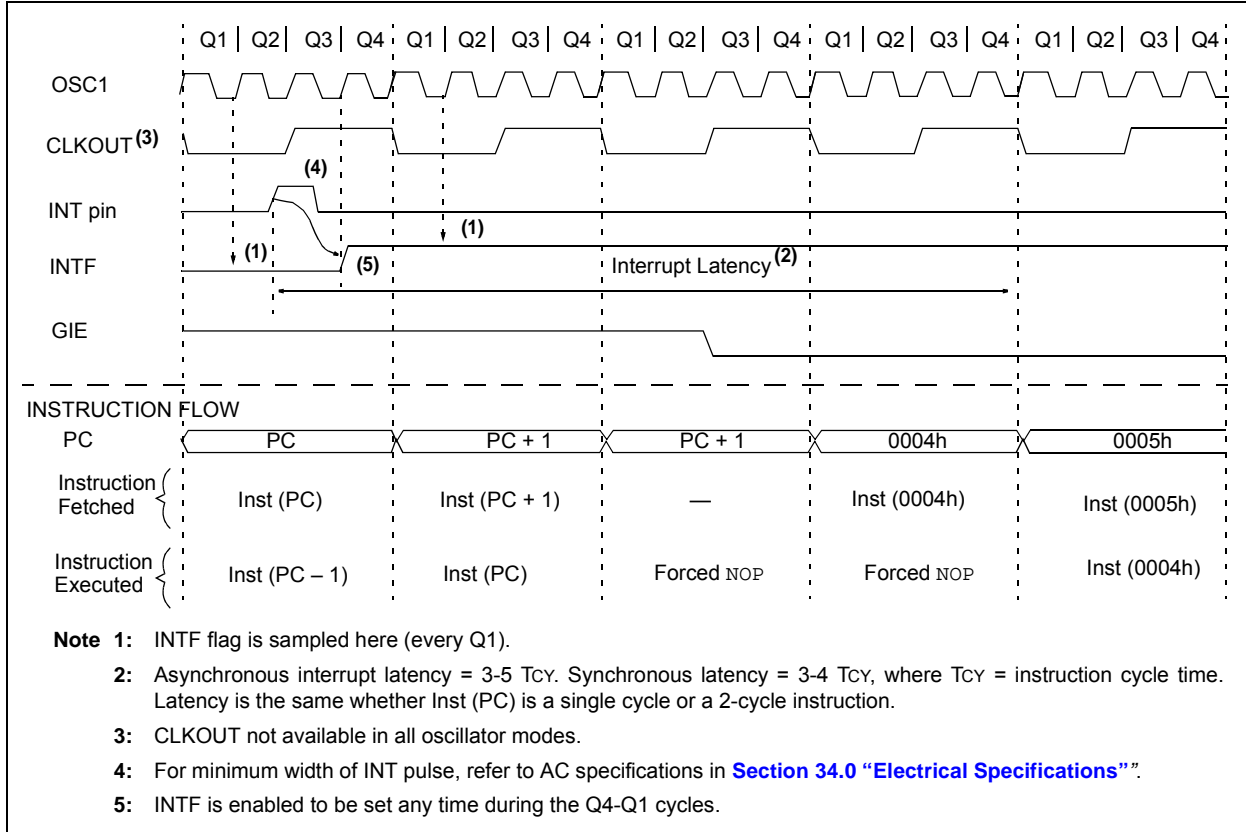 Q1 Q2 Q3 Q4 Q1 Q2 Q3 Q4 Q1 Q2 Q3 Q4 Q1 Q2 Q3 Q4 Q1 Q2 Q3 Q4
OSC1
CLKOUT(3)
(4)
INT pin
(1)
(1)
INTF
(5)
Interrupt Latency(2)
GIE
INSTRUCTION FLOW
PC PC PC + 1 PC + 1 0004h 0005h
Instruction
Fetched
Inst (PC) Inst (PC + 1) — Inst (0004h) Inst (0005h)
Instruction
Executed
Inst (PC – 1) Inst (PC) Forced NOP Forced NOP Inst (0004h)
Note 1: INTF flag is sampled here (every Q1).
2: Asynchronous interrupt latency = 3-5 TCY. Synchronous latency = 3-4 TCY, where TCY = instruction cycle time.
Latency is the same whether Inst (PC) is a single cycle or a 2-cycle instruction.
3: CLKOUT not available in all oscillator modes.
4: For minimum width of INT pulse, refer to AC specifications in Section 34.0 “Electrical Specifications””.
5: INTF is enabled to be set any time during the Q4-Q1 cycles.